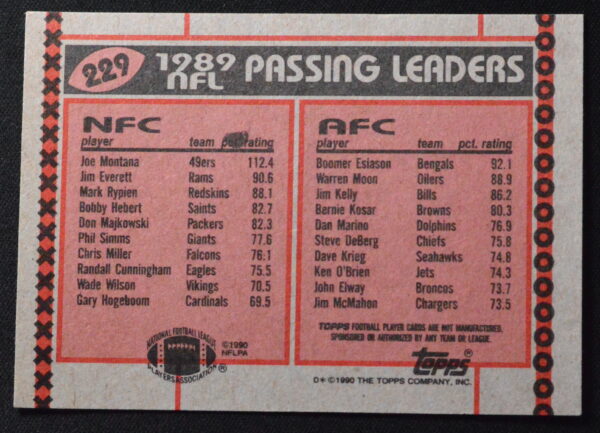 229 1989 NFL PASSING LEADERS
NFC
player team pct. rating
Joe Montana 49ers 112.4
Jim Everett Rams 90.6
Mark Rypien Redskins 88.1
Bobby Hebert Saints 82.7
Don Majkowski Packers 82.3
Phil Simms Giants 77.6
Chris Miller Falcons 76.1
Randall Cunningham Eagles 75.5
Wade Wilson Vikings 70.5
Gary Hogeboom Cardinals 69.5
NATIONAL FOOTBALL LEAGUE
PLAYERS ASSOCIATION ®
©1990
NFLPA
AFC
player team pct. rating
Boomer Esiason Bengals 92.1
Warren Moon Oilers 88.9
Jim Kelly Bills 86.2
Bernie Kosar Browns 80.3
Dan Marino Dolphins 76.9
Steve DeBerg Chiefs 75.8
Dave Krieg Seahawks 74.8
Ken O'Brien Jets 74.3
John Elway Broncos 73.7
Jim McMahon Chargers 73.5
TOPPS FOOTBALL PLAYER CARDS ARE NOT MANUFACTURED,
SPONSORED OR AUTHORIZED BY ANY TEAM OR LEAGUE.
topps®
D✶©1990 THE TOPPS COMPANY, INC.